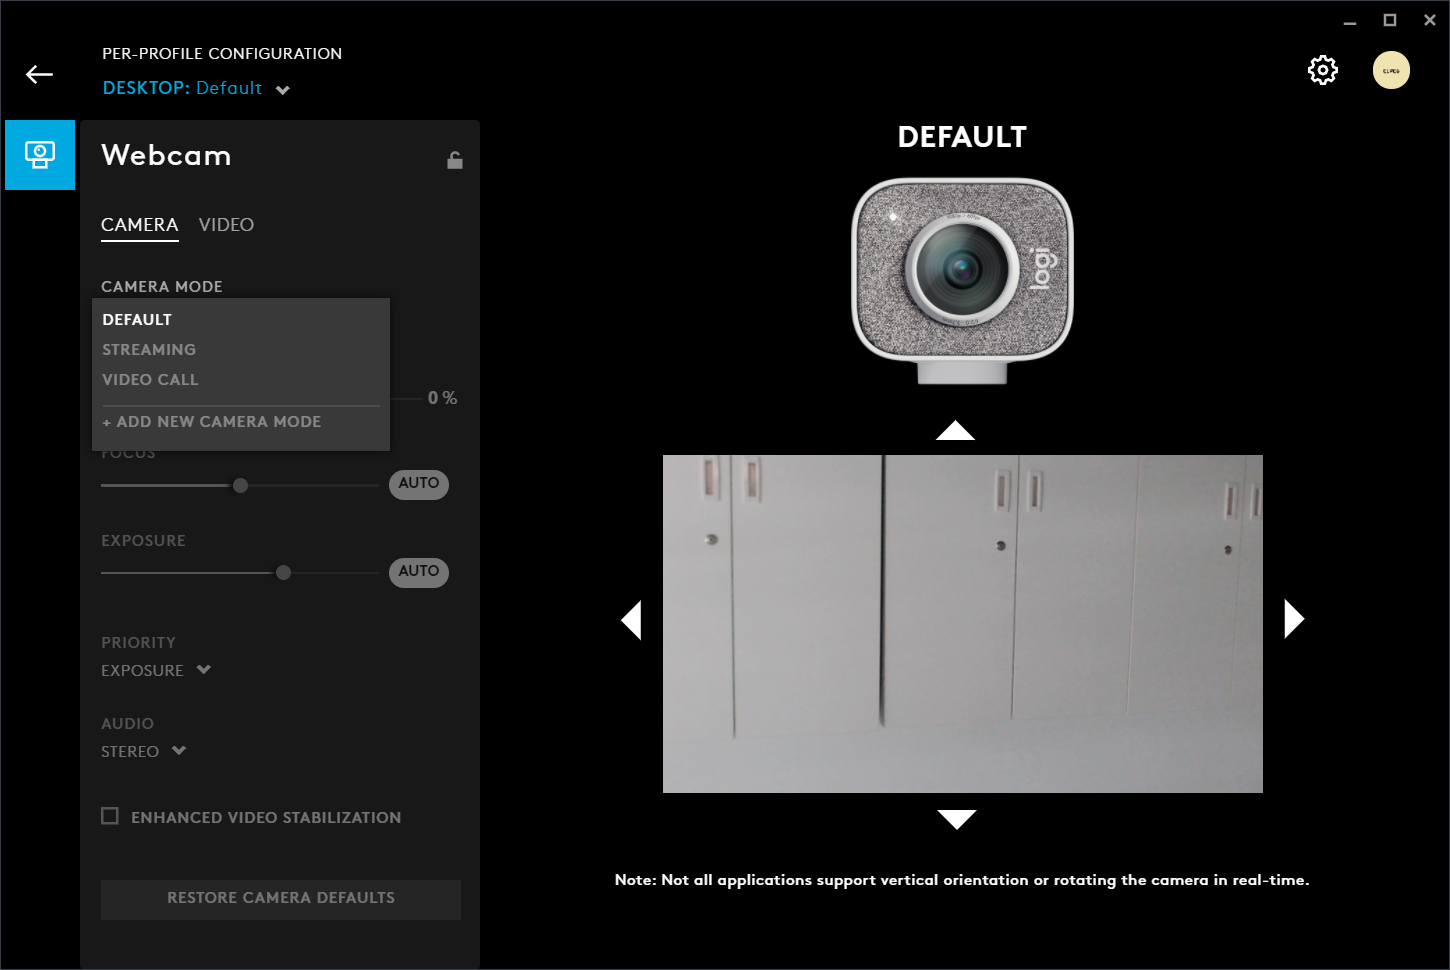 PER-PROFILE CONFIGURATION
DESKTOP: Default
CLPEG
Webcam
CAMERA VIDEO
CAMERA MODE
DEFAULT
STREAMING
VIDEO CALL
0 %
+ ADD NEW CAMERA MODE
FOCUS
AUTO
EXPOSURE
AUTO
PRIORITY
EXPOSURE
AUDIO
STEREO
ENHANCED VIDEO STABILIZATION
RESTORE CAMERA DEFAULTS
DEFAULT
logi
Note: Not all applications support vertical orientation or rotating the camera in real-time.